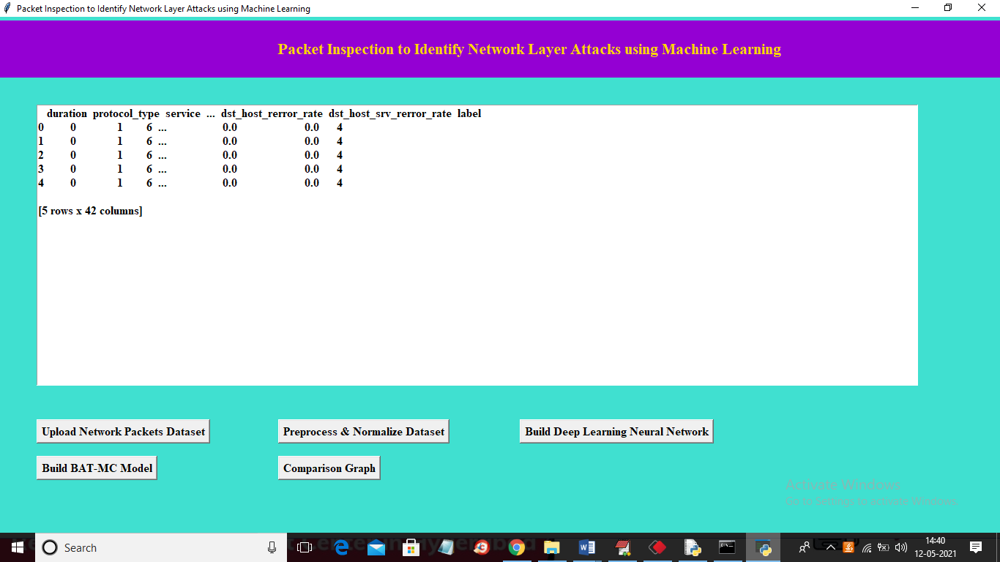 Packet Inspection to Identify Network Layer Attacks using Machine Learning
Packet Inspection to Identify Network Layer Attacks using Machine Learning
duration protocol_type service ... dst_host_rerror_rate dst_host_srv_rerror_rate label
0 0 1 6 ... 0.0 0.0 4
1 0 1 6 ... 0.0 0.0 4
2 0 1 6 ... 0.0 0.0 4
3 0 1 6 ... 0.0 0.0 4
4 0 1 6 ... 0.0 0.0 4
[5 rows x 42 columns]
Upload Network Packets Dataset Preprocess & Normalize Dataset Build Deep Learning Neural Network
Build BAT-MC Model Comparison Graph
Activate Windows
Go to Settings to activate Windows.
Search
14:40
12-05-2021